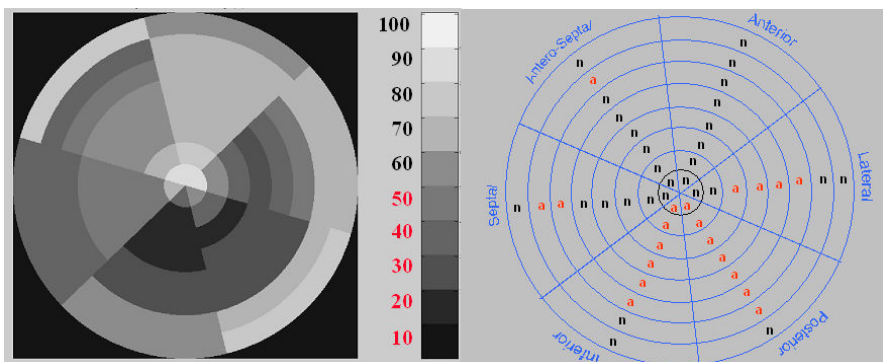 100
90
80
70
60
50
40
30
20
10
Antero-Septal
n
a
n
n
n
n
n
n
Anterior
n
n
n
n
n
n
n
n
Septal
n a a n n n n n
Lateral
n n a a a a n n
Inferior
a
a
a
a
a
a
n
n
Posterior
a
a
a
a
a
a
a
n